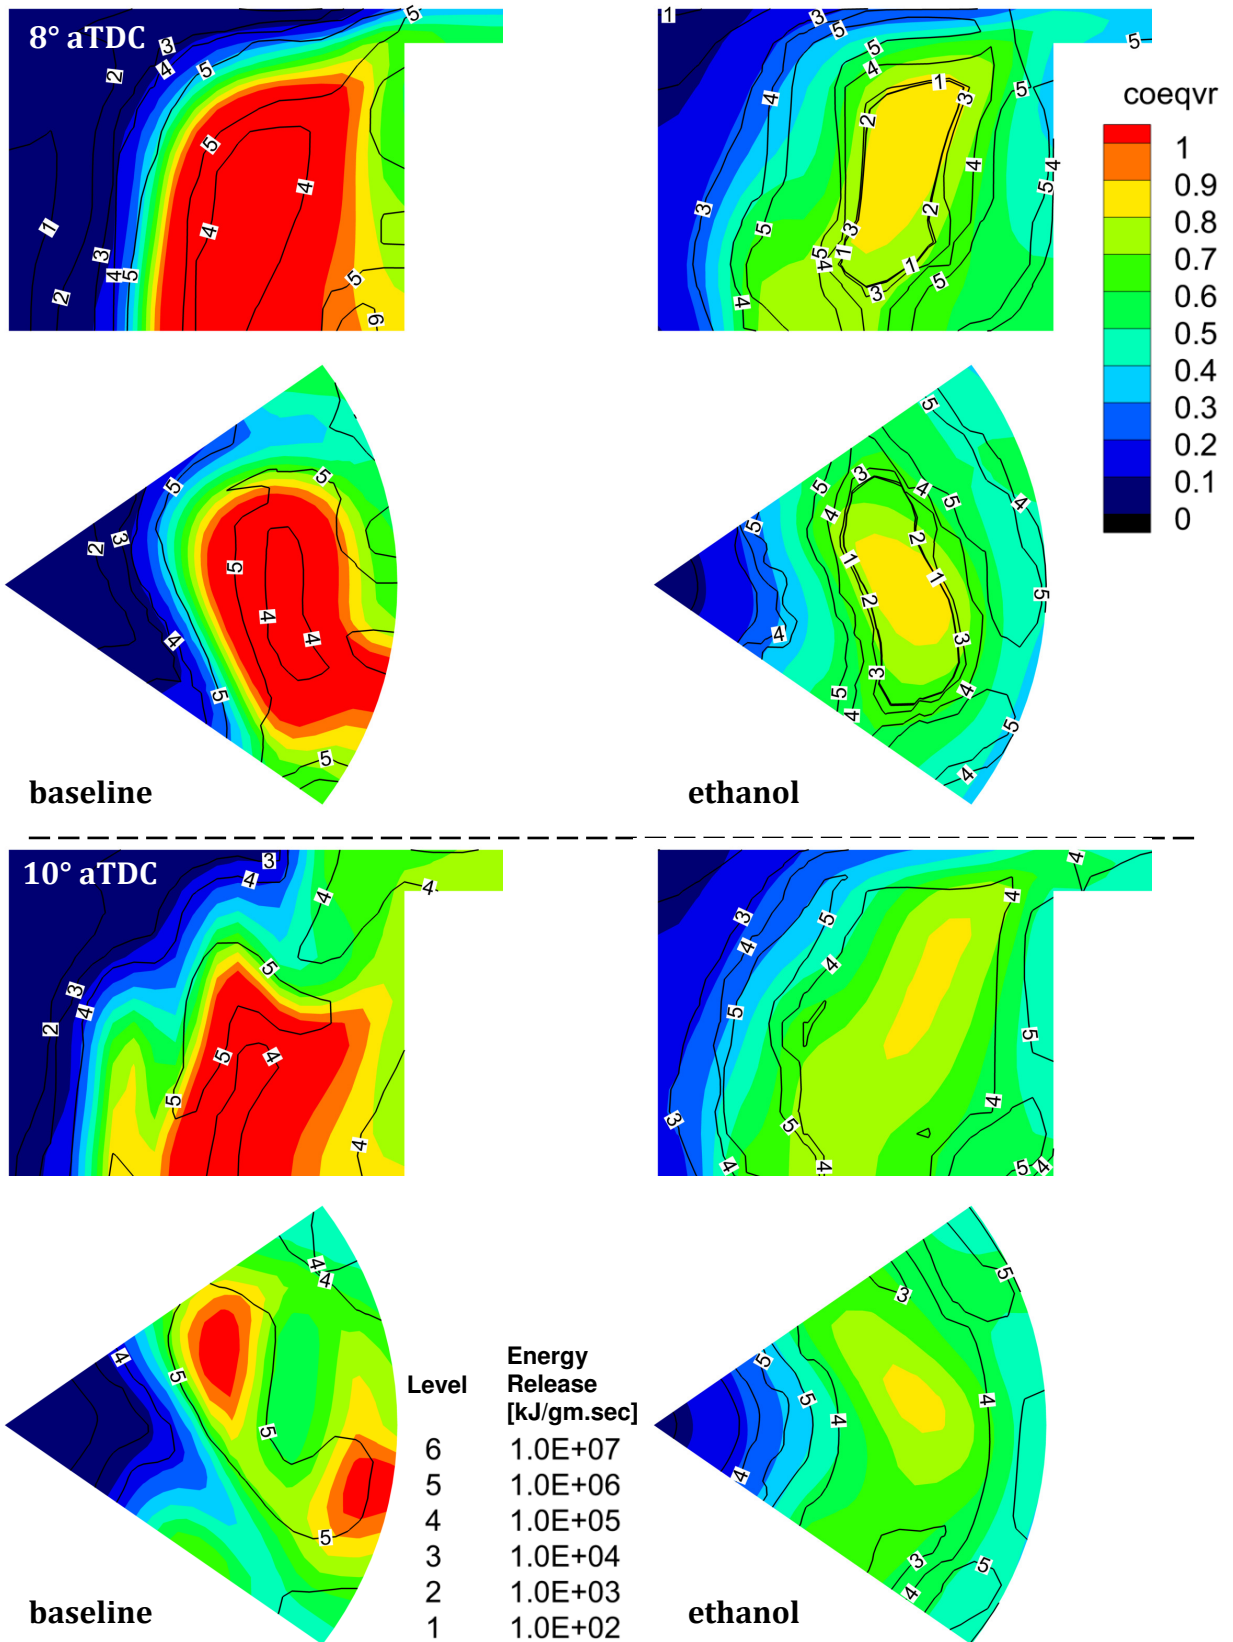 8° aTDC
coeqvr
1
0.9
0.8
0.7
0.6
0.5
0.4
0.3
0.2
0.1
0
baseline
ethanol
10° aTDC
Level Energy Release [kJ/gm.sec]
6 1.0E+07
5 1.0E+06
4 1.0E+05
3 1.0E+04
2 1.0E+03
1 1.0E+02
baseline
ethanol